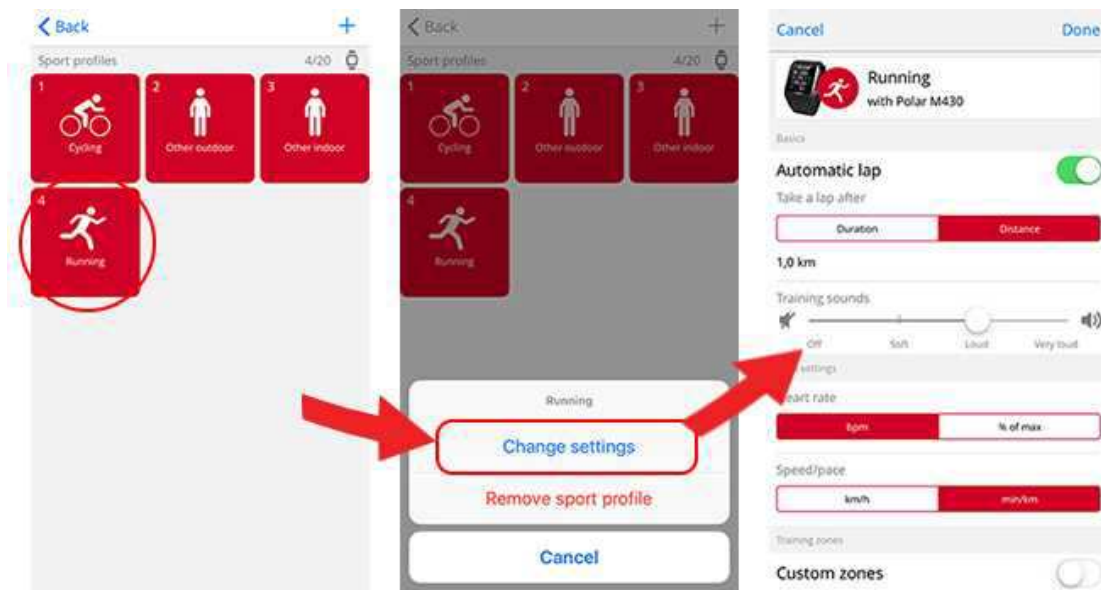 Back +
Sport profiles 4/20
1 2 3
Cycling Other outdoor Other indoor
4
Running
Back +
Sport profiles 4/20
1 2 3
Cycling Other outdoor Other indoor
4
Running
Running
Change settings
Remove sport profile
Cancel
Cancel Done
Running
with Polar M430
Basics
Automatic lap
Take a lap after
Duration Distance
1,0 km
Training sounds
Off Soft Loud Very loud
settings
eart rate
bpm % of max
Speed/pace
km/h min/km
Training zones
Custom zones